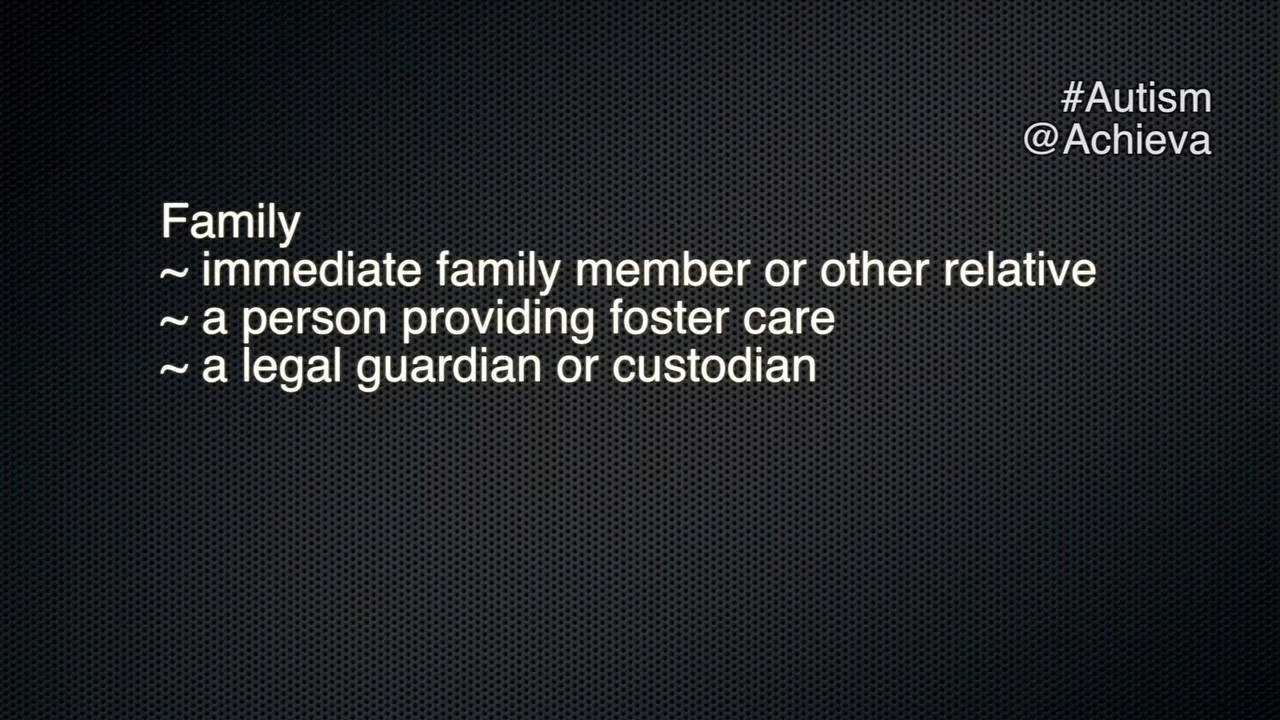 #Autism
@Achieva
Family
~ immediate family member or other relative
~ a person providing foster care
~ a legal guardian or custodian